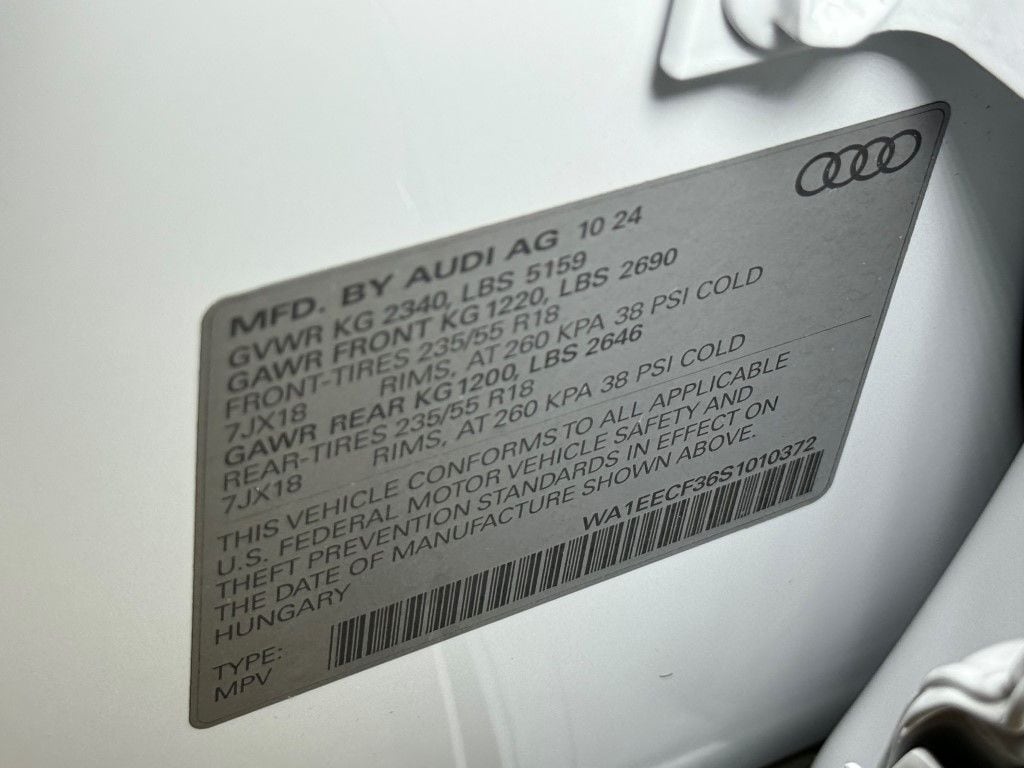 MFD. BY AUDI AG 10 24
GVWR KG 2340, LBS 5159
GAWR FRONT KG 1220, LBS 2690
FRONT-TIRES 235/55 R18
7JX18 RIMS, AT 260 KPA 38 PSI COLD
GAWR REAR KG 1200, LBS 2646
REAR-TIRES 235/55 R18
7JX18 RIMS, AT 260 KPA 38 PSI COLD
THIS VEHICLE CONFORMS TO ALL APPLICABLE
U.S. FEDERAL MOTOR VEHICLE SAFETY AND
THEFT PREVENTION STANDARDS IN EFFECT ON
THE DATE OF MANUFACTURE SHOWN ABOVE.
HUNGARY
WA1EECF36S1010372
TYPE:
MPV